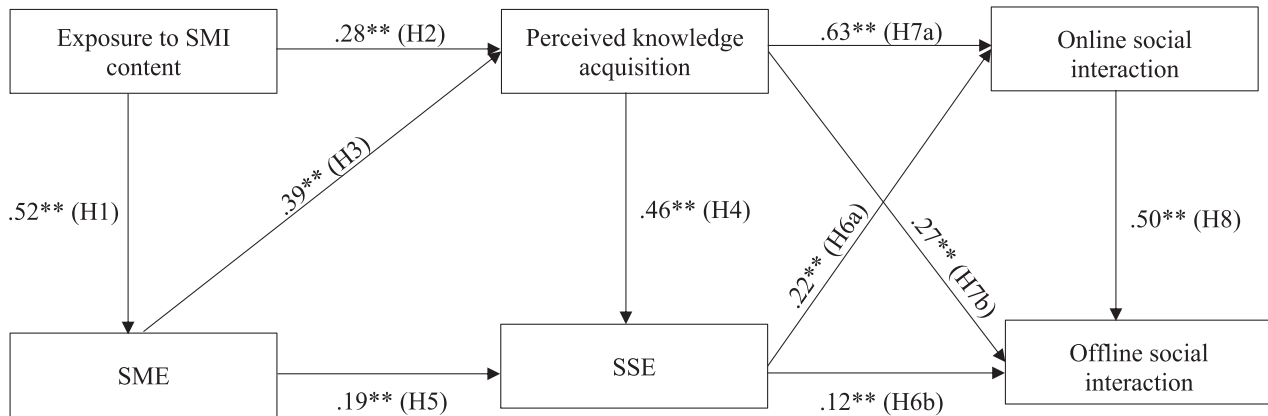 Exposure to SMI
content
.28** (H2)
Perceived knowledge
acquisition
.63** (H7a)
Online social
interaction
.52** (H1)
.39** (H3)
.46** (H4)
.22** (H6a)
.27** (H7b)
.50** (H8)
SME
.19** (H5)
SSE
.12** (H6b)
Offline social
interaction